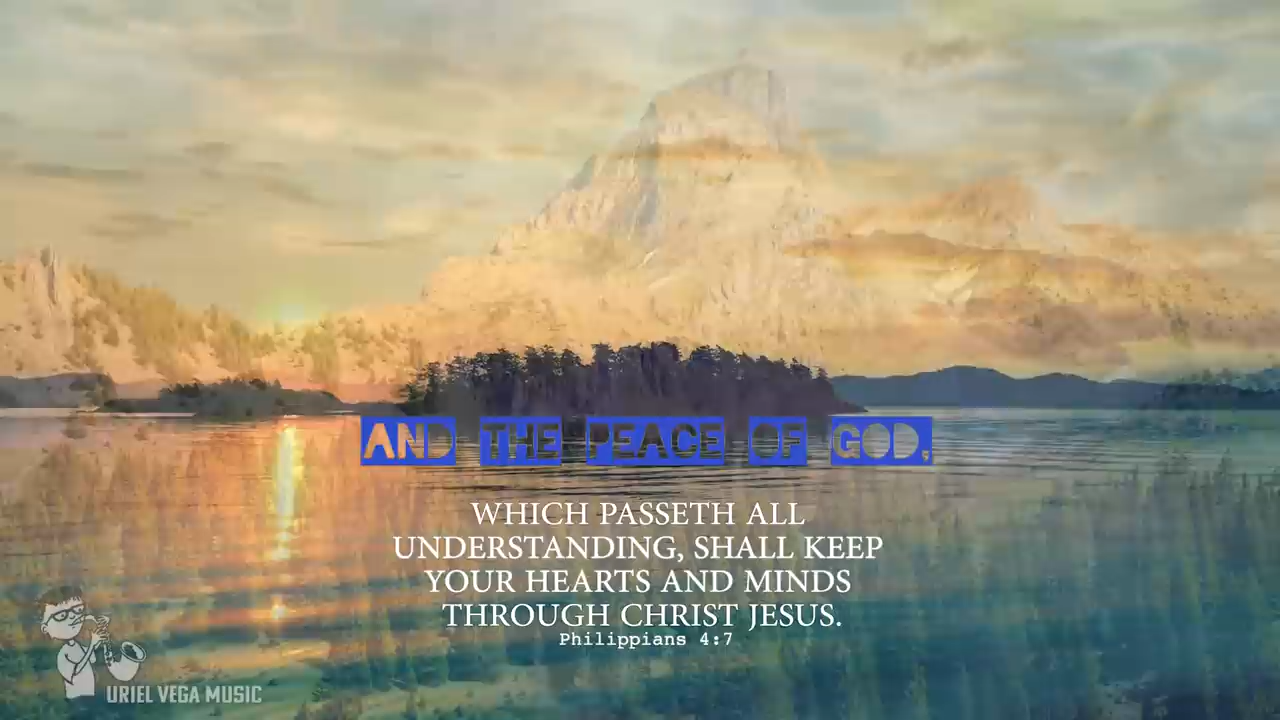 AND THE PEACE OF GOD,
WHICH PASSETH ALL
UNDERSTANDING, SHALL KEEP
YOUR HEARTS AND MINDS
THROUGH CHRIST JESUS.
Philippians 4:7
URIEL VEGA MUSIC